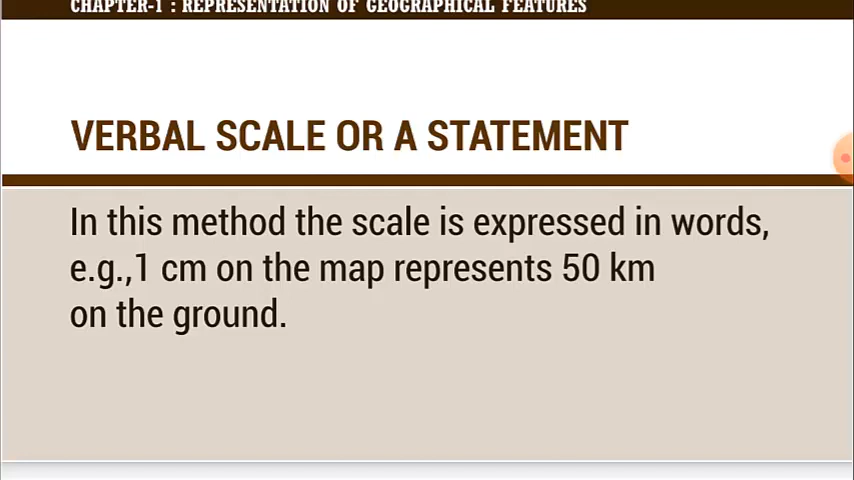 CHAPTER-1 : REPRESENTATION OF GEOGRAPHICAL FEATURES
VERBAL SCALE OR A STATEMENT
In this method the scale is expressed in words,
e.g.,1 cm on the map represents 50 km
on the ground.